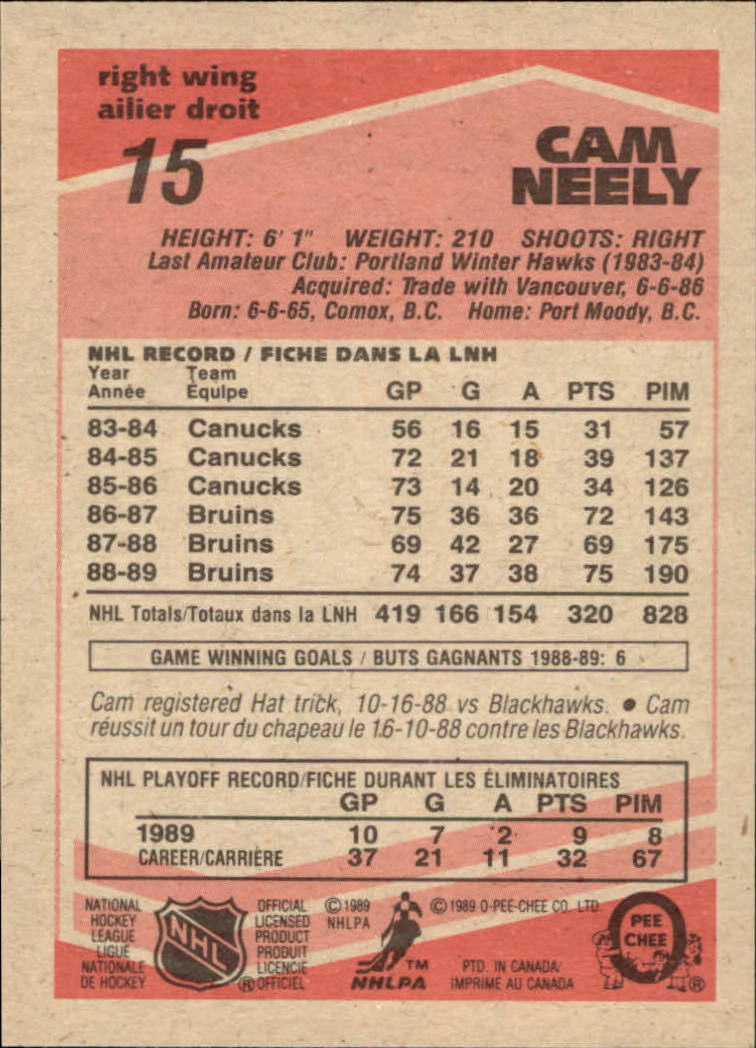 right wing
ailier droit
15
CAM
NEELY
HEIGHT: 6' 1" WEIGHT: 210 SHOOTS: RIGHT
Last Amateur Club: Portland Winter Hawks (1983-84)
Acquired: Trade with Vancouver, 6-6-86
Born: 6-6-65, Comox, B.C. Home: Port Moody, B.C.
NHL RECORD / FICHE DANS LA LNH
Year Team
Année Équipe GP G A PTS PIM
83-84 Canucks 56 16 15 31 57
84-85 Canucks 72 21 18 39 137
85-86 Canucks 73 14 20 34 126
86-87 Bruins 75 36 36 72 143
87-88 Bruins 69 42 27 69 175
88-89 Bruins 74 37 38 75 190
NHL Totals/Totaux dans la LNH 419 166 154 320 828
GAME WINNING GOALS / BUTS GAGNANTS 1988-89: 6
Cam registered Hat trick, 10-16-88 vs Blackhawks. ● Cam
réussit un tour du chapeau le 16-10-88 contre les Blackhawks.
NHL PLAYOFF RECORD/FICHE DURANT LES ÉLIMINATOIRES
GP G A PTS PIM
1989 10 7 2 9 8
CAREER/CARRIÈRE 37 21 11 32 67
NATIONAL
HOCKEY
LEAGUE
LIGUE
NATIONALE
DE HOCKEY
NHL
®
OFFICIAL
LICENSED
PRODUCT
PRODUIT
LICENCIE
OFFICIEL
© 1989
NHLPA
TM
NHLPA
© 1989 O-PEE-CHEE CO. LTD.
PTD. IN CANADA
IMPRIMÉ AU CANADA
O
PEE
CHEE
®